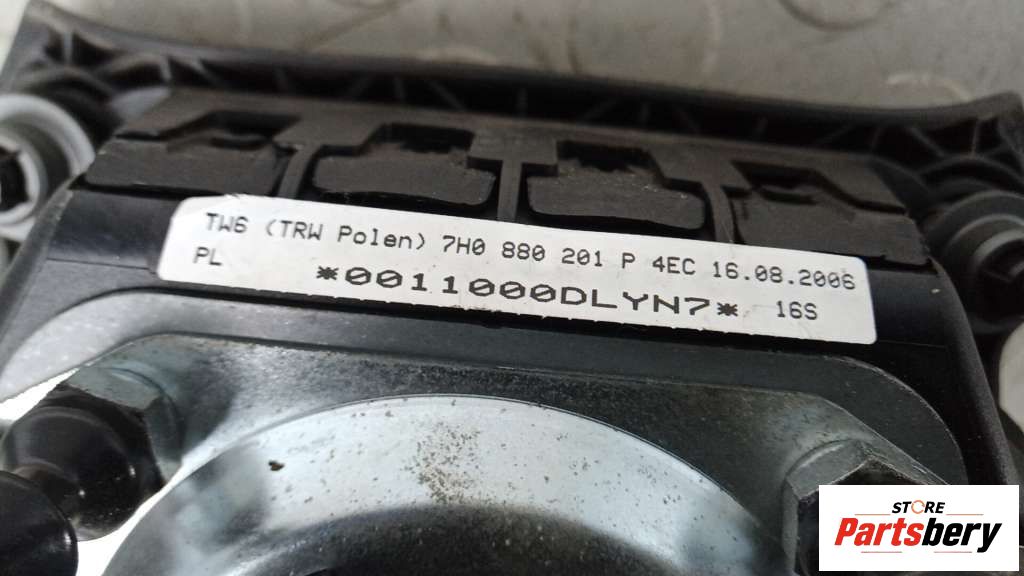 TW6 (TRW Polen) 7H0 880 201 P 4EC 16.08.2006
PL *0011000DLYN7* 16S
STORE
Partsbery